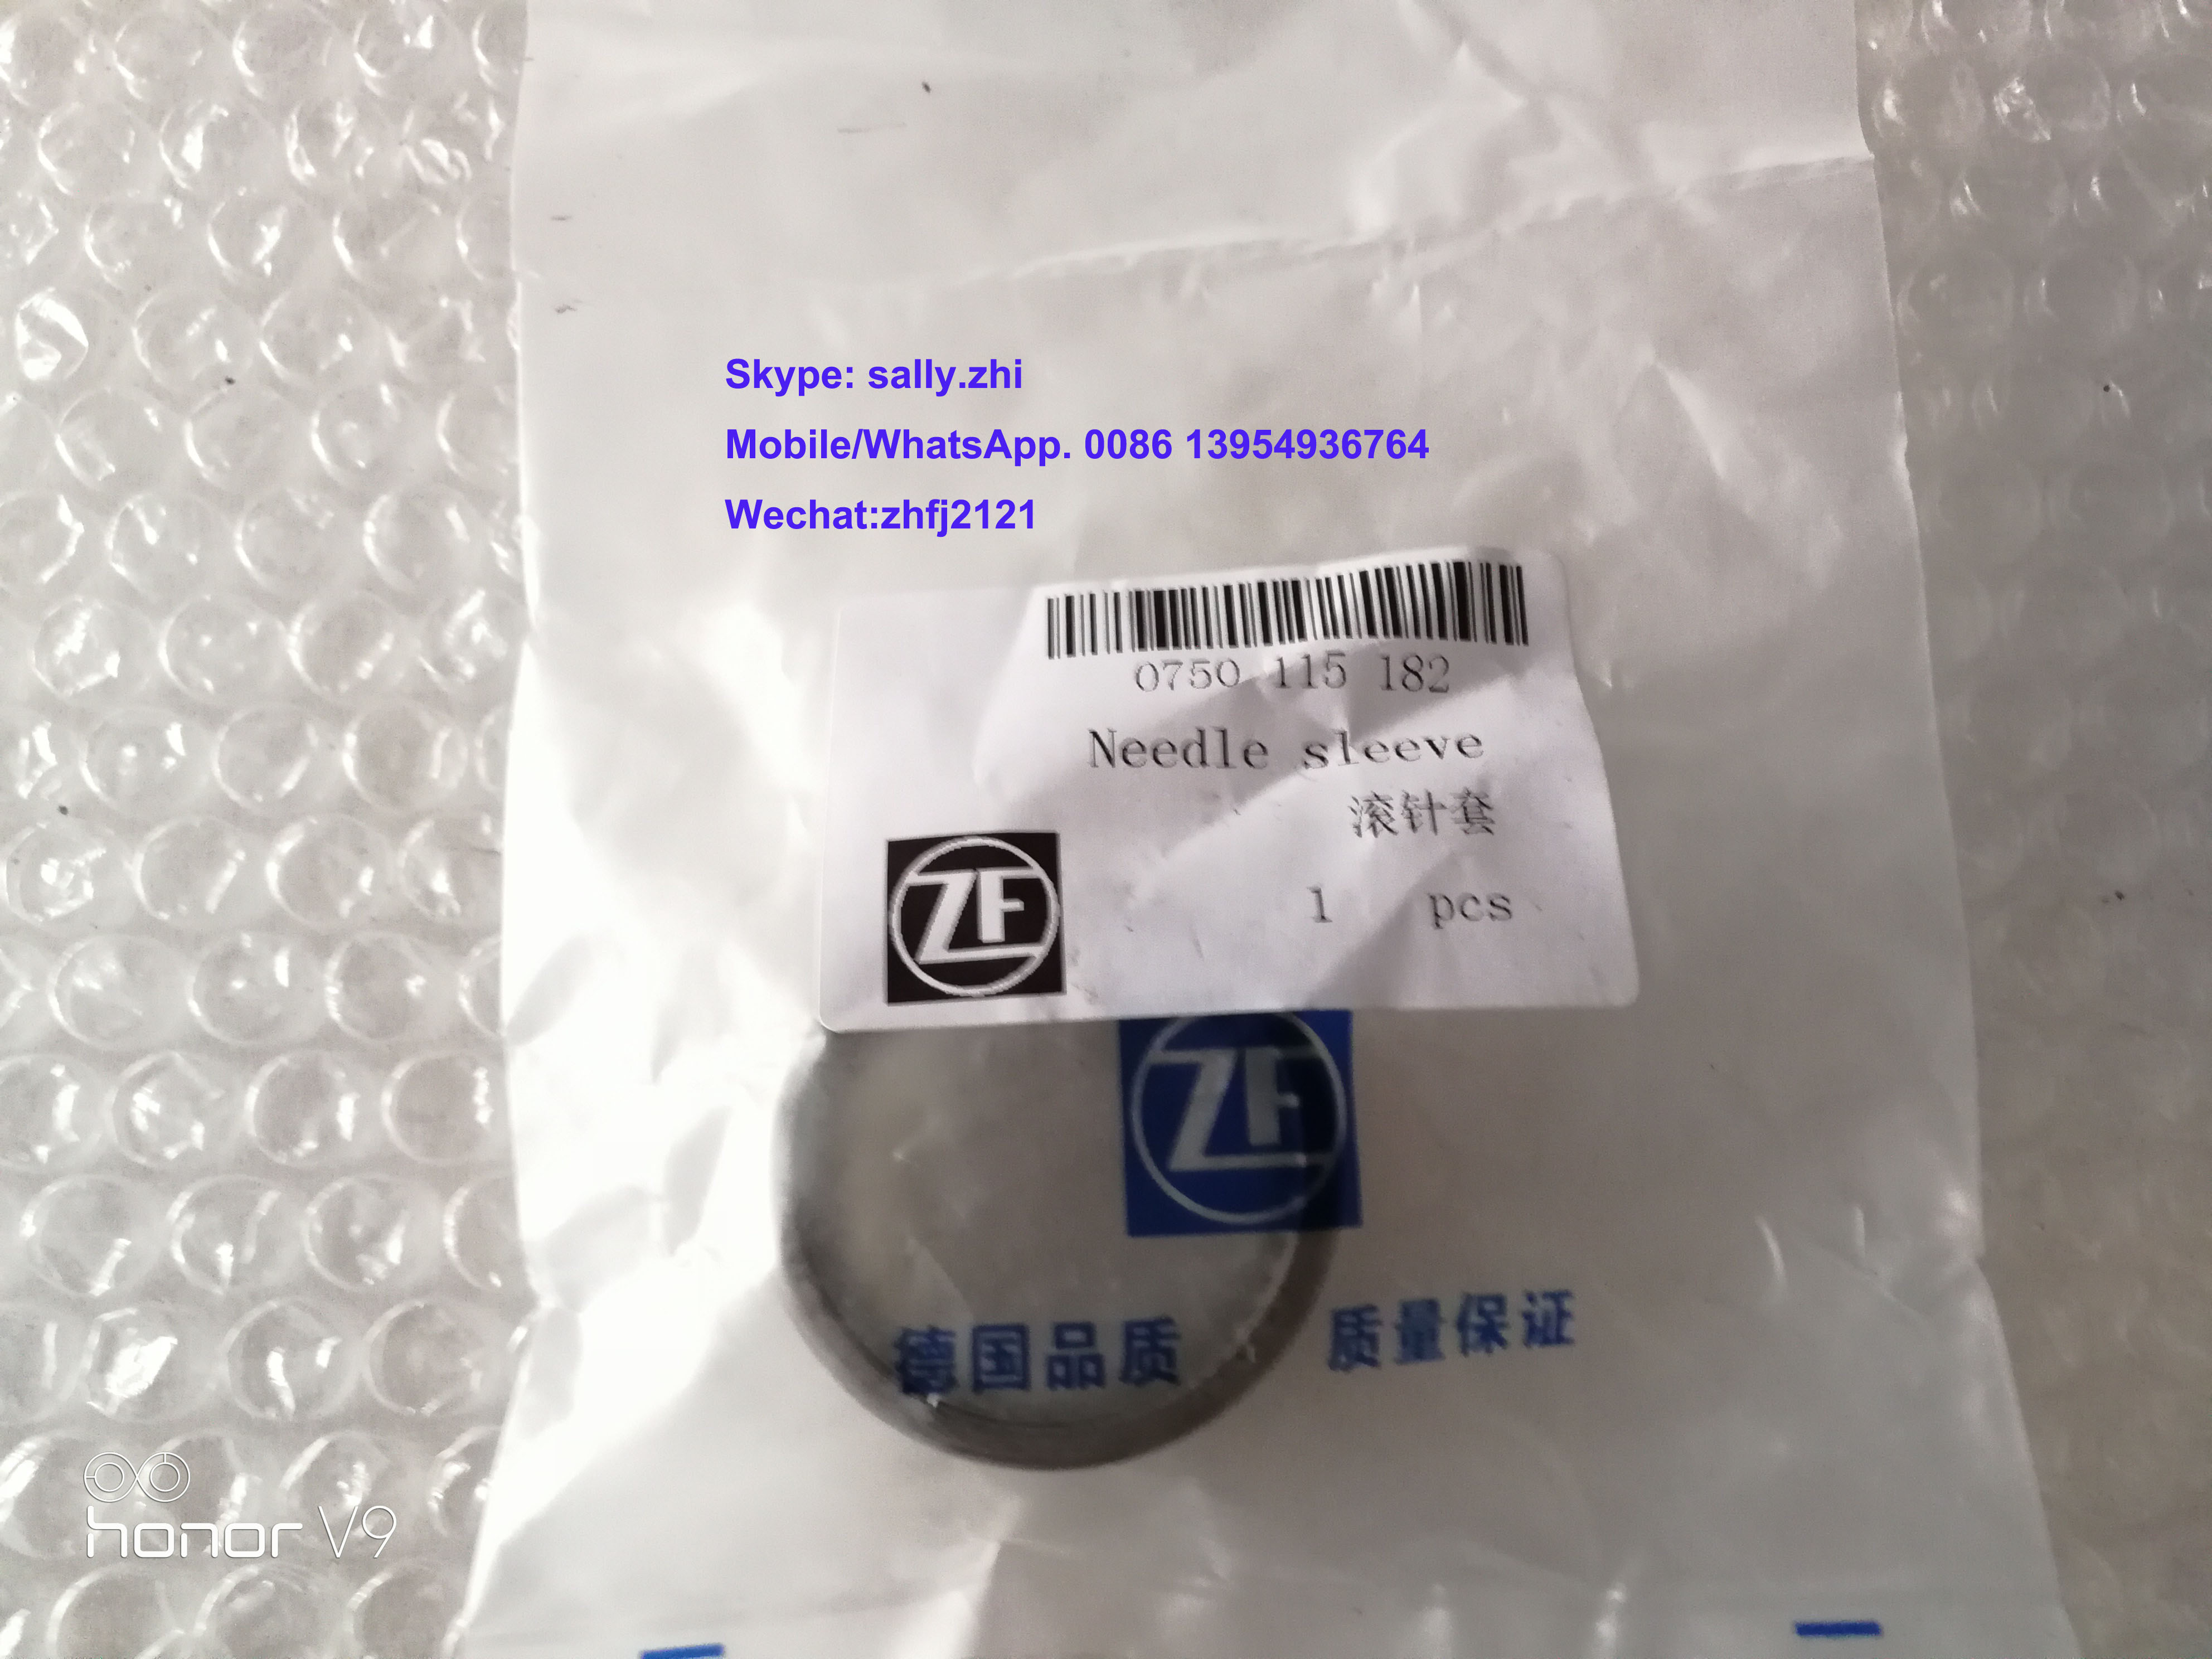 Skype: sally.zhi
Mobile/WhatsApp. 0086 13954936764
Wechat:zhfj2121
0750 115 182
Needle sleeve
滚针套
1 pcs
ZF
ZF
德国品质 质量保证
honor V9